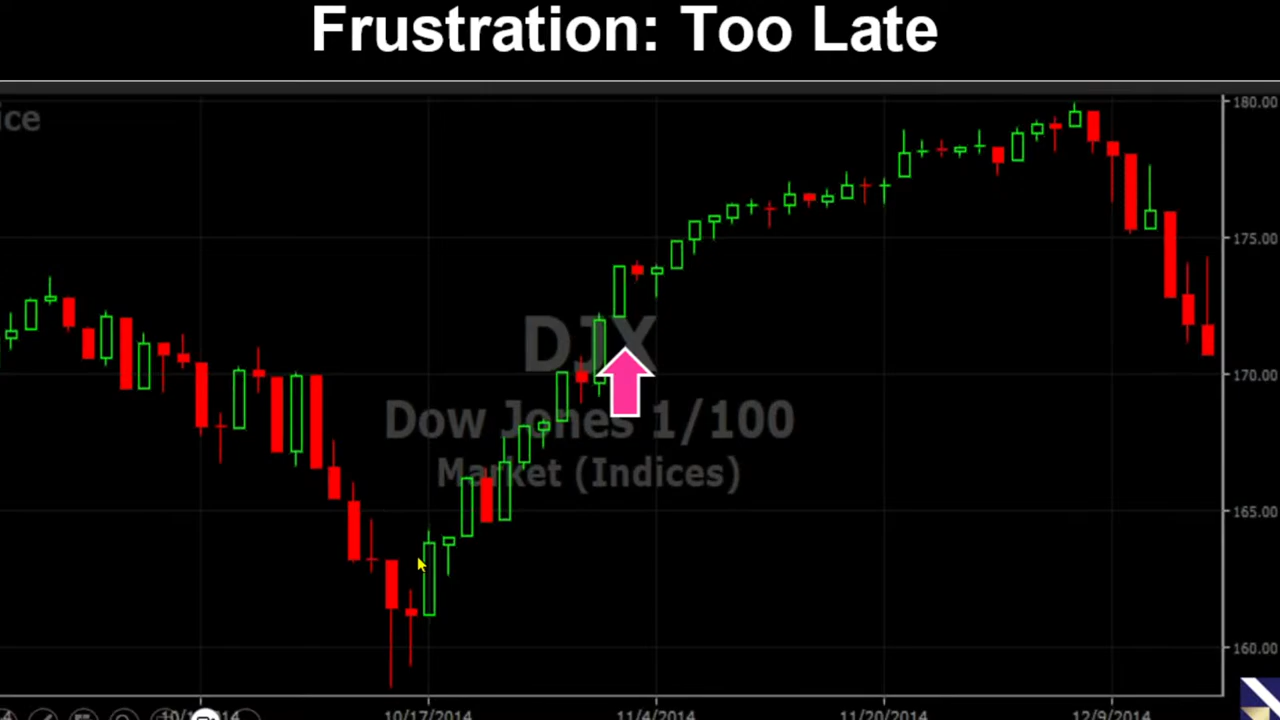 Frustration: Too Late
ice
180.00
175.00
DJX
170.00
Dow Jones 1/100
Market (Indices)
165.00
160.00
10/17/2014
11/4/2014
11/20/2014
12/9/2014